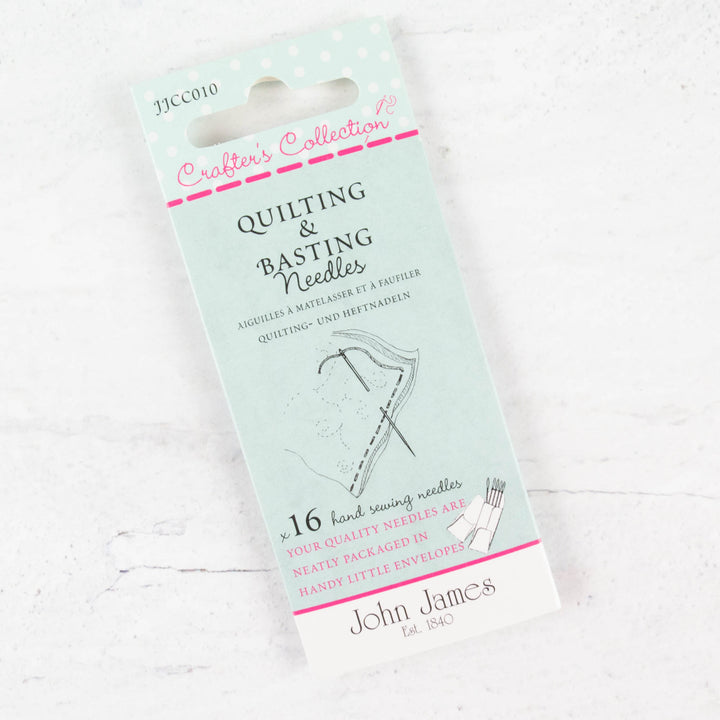 JJCC010
Crafter's Collection
QUILTING
&
BASTING
Needles
AIGUILLES À MATELASSER ET À FAUFILER
QUILTING- UND HEFTNADELN
x16 hand sewing needles
YOUR QUALITY NEEDLES ARE
NEATLY PACKAGED IN
HANDY LITTLE ENVELOPES
John James
Est. 1840